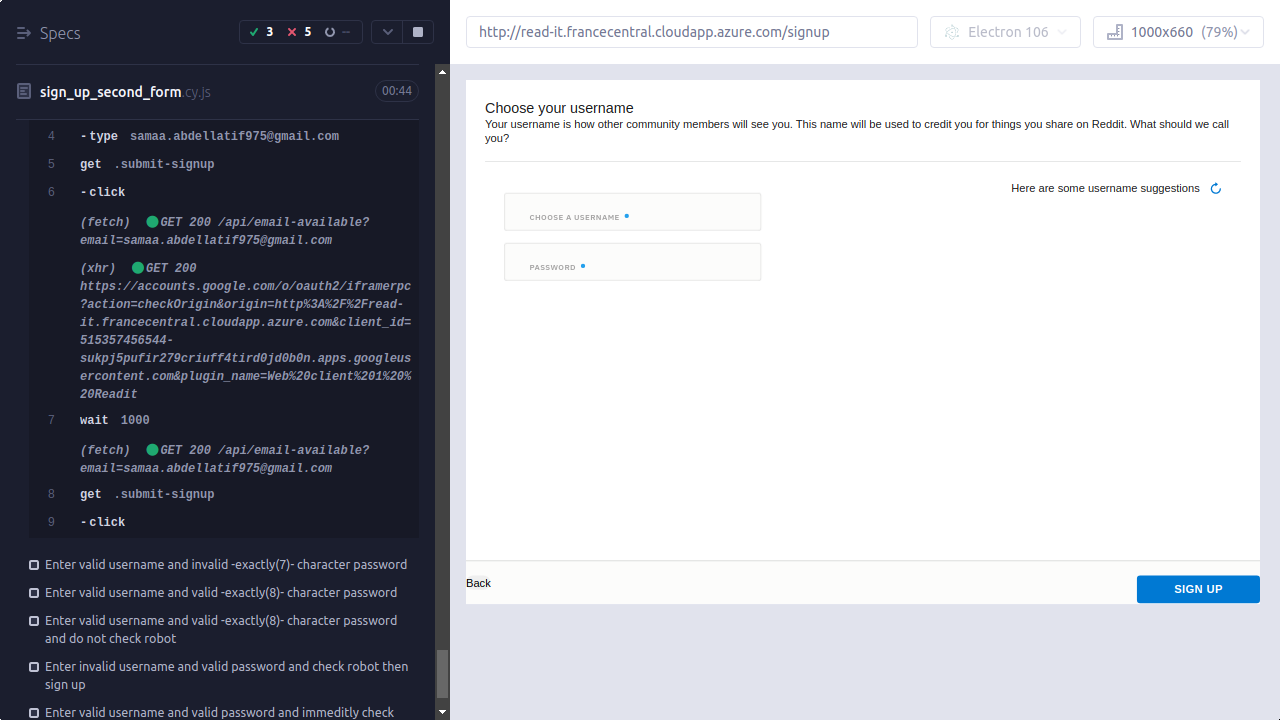 Specs
3
5
--
sign_up_second_form.cy.js
00:44
4 -type samaa.abdellatif975@gmail.com
5 get .submit-signup
6 -click
(fetch) GET 200 /api/email-available?
email=samaa.abdellatif975@gmail.com
(xhr) GET 200
https://accounts.google.com/o/oauth2/iframerpc
?action=checkOrigin&origin=http%3A%2F%2Fread-
it.francecentral.cloudapp.azure.com&client_id=
515357456544-
sukpj5pufir279criuff4tird0jd0b0n.apps.googleus
ercontent.com&plugin_name=Web%20client%201%20%
20Readit
7 wait 1000
(fetch) GET 200 /api/email-available?
email=samaa.abdellatif975@gmail.com
8 get .submit-signup
9 -click
Enter valid username and invalid -exactly(7)- character password
Enter valid username and valid -exactly(8)- character password
Enter valid username and valid -exactly(8)- character password
and do not check robot
Enter invalid username and valid password and check robot then
sign up
Enter valid username and valid password and immeditly check
http://read-it.francecentral.cloudapp.azure.com/signup
Electron 106
1000x660 (79%)
Choose your username
Your username is how other community members will see you. This name will be used to credit you for things you share on Reddit. What should we call
you?
Here are some username suggestions
CHOOSE A USERNAME
PASSWORD
Back
SIGN UP